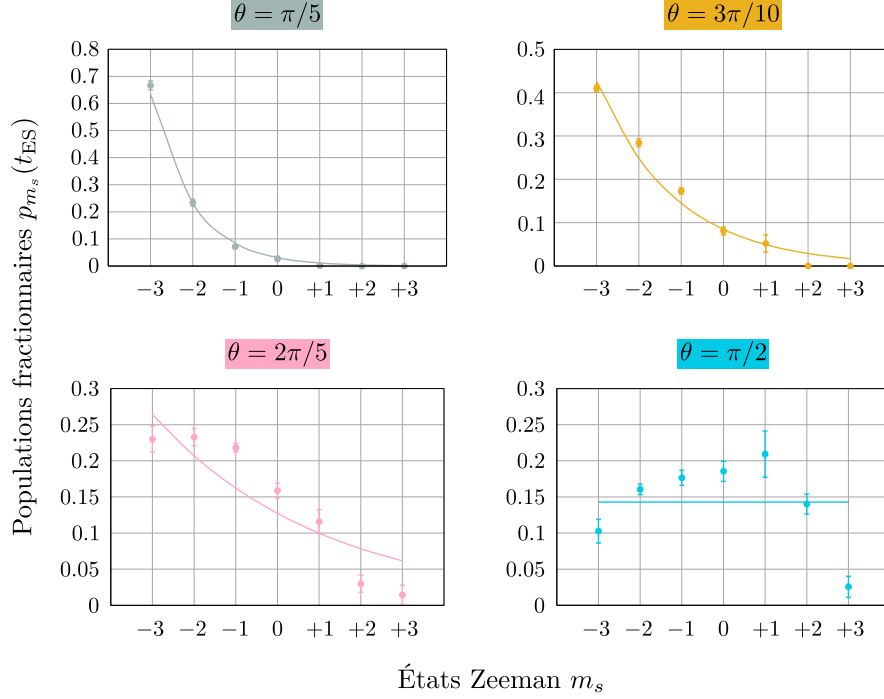 θ = π/5
0.8
0.7
0.6
0.5
0.4
0.3
0.2
0.1
0
−3 −2 −1 0 +1 +2 +3
θ = 3π/10
0.5
0.4
0.3
0.2
0.1
0
−3 −2 −1 0 +1 +2 +3
θ = 2π/5
0.3
0.25
0.2
0.15
0.1
0.05
0
−3 −2 −1 0 +1 +2 +3
θ = π/2
0.3
0.25
0.2
0.15
0.1
0.05
0
−3 −2 −1 0 +1 +2 +3
Populations fractionnaires p_{m_s}(t_{ES})
États Zeeman m_s